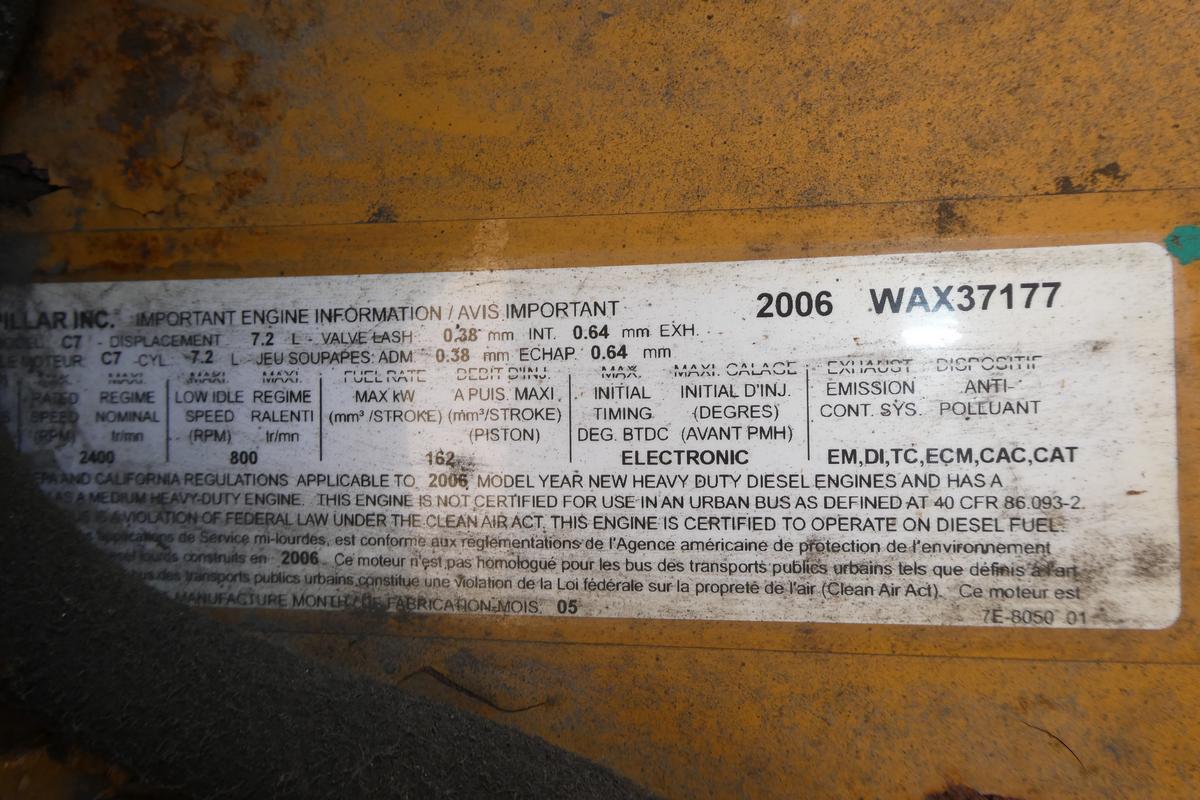 PILLAR INC. IMPORTANT ENGINE INFORMATION / AVIS IMPORTANT 2006 WAX37177
MODEL C7 - DISPLACEMENT 7.2 L - VALVE LASH 0.38 mm INT. 0.64 mm EXH.
MOTEUR C7 -CYL. 7.2 L - JEU SOUPAPES: ADM 0.38 mm ECHAP. 0.64 mm
MAXI. MAXI. MAXI. FUEL RATE DEBIT D'INJ. MAX. MAXI. CALAGE EXHAUST DISPOSITIF
RATED REGIME LOW IDLE REGIME MAX kW A PUIS. MAXI. INITIAL INITIAL D'INJ. EMISSION ANTI-
SPEED NOMINAL SPEED RALENTI (mm³ /STROKE) (mm³/STROKE) TIMING (DEGRES) CONT. SYS. POLLUANT
(RPM) tr/mn (RPM) tr/mn (PISTON) DEG. BTDC (AVANT PMH)
2400 800 162 ELECTRONIC EM,DI,TC,ECM,CAC,CAT
EPA AND CALIFORNIA REGULATIONS APPLICABLE TO 2006 MODEL YEAR NEW HEAVY DUTY DIESEL ENGINES AND HAS A
AS A MEDIUM HEAVY-DUTY ENGINE. THIS ENGINE IS NOT CERTIFIED FOR USE IN AN URBAN BUS AS DEFINED AT 40 CFR 86.093-2.
IS A VIOLATION OF FEDERAL LAW UNDER THE CLEAN AIR ACT. THIS ENGINE IS CERTIFIED TO OPERATE ON DIESEL FUEL.
applications de Service mi-lourdes, est conforme aux réglementations de l'Agence américaine de protection de l'environnement
lourds construits en 2006 Ce moteur n'est pas homologué pour les bus des transports publics urbains tels que définis à l'art
bus des transports publics urbains constitue une violation de la Loi fédérale sur la propreté de l'air (Clean Air Act). Ce moteur est
MANUFACTURE MONTH / DE FABRICATION-MOIS. 05 7E-8050 01